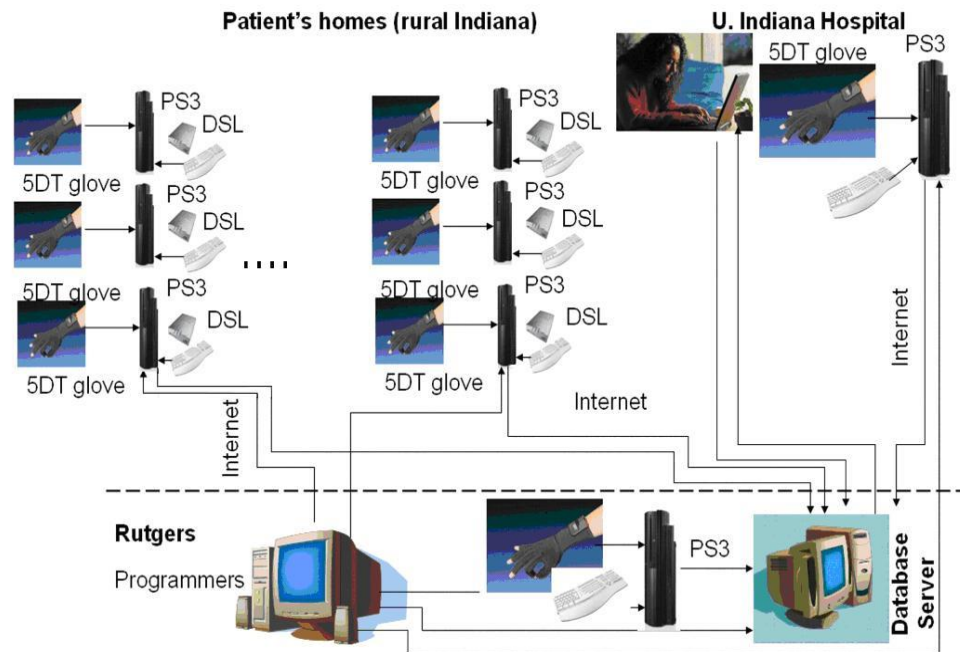 Patient's homes (rural Indiana)
U. Indiana Hospital
5DT glove
PS3
PS3
DSL
5DT glove
PS3
DSL
5DT glove
PS3
DSL
5DT glove
PS3
DSL
5DT glove
....
PS3
DSL
5DT glove
PS3
DSL
5DT glove
Internet
Internet
Internet
Rutgers
Programmers
PS3
Database
Server